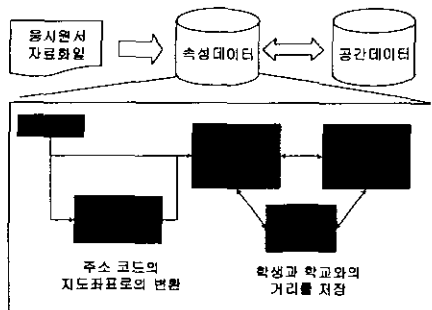 응시원서
자료화일
속성데이터
공간데이터
주소 코드의
지도좌표로의 변환
학생과 학교와의
거리를 저장